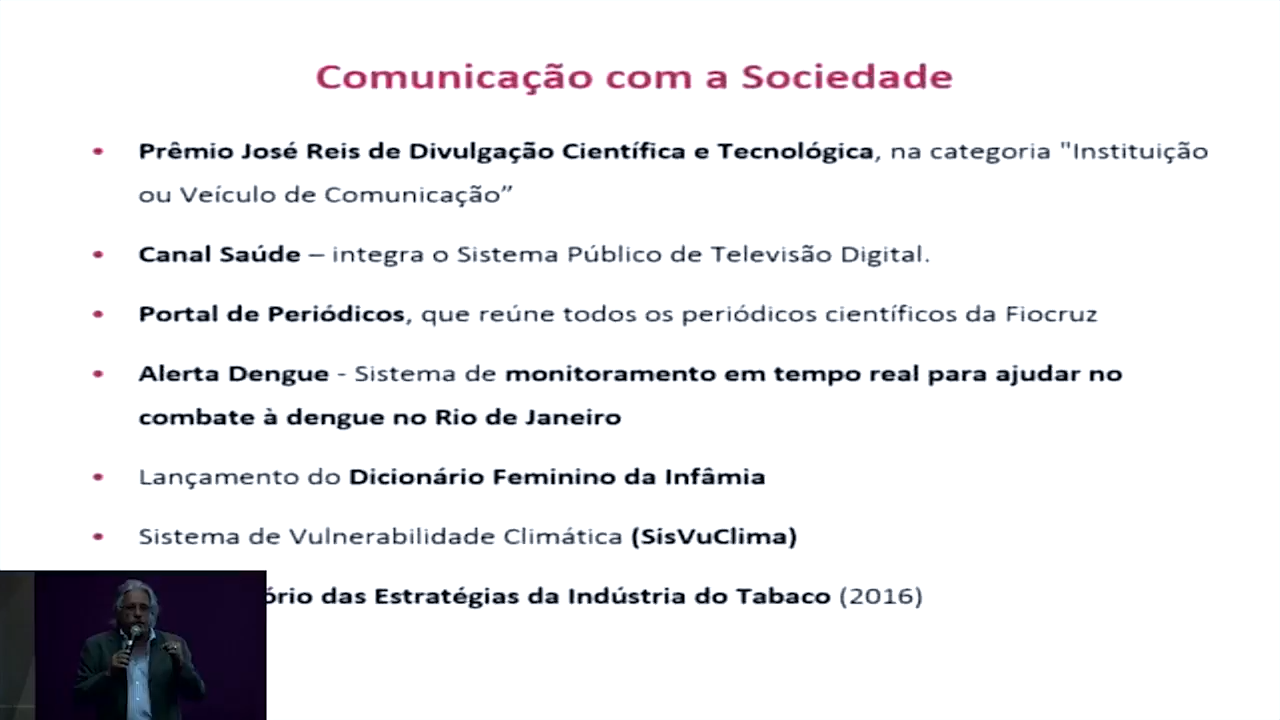 Comunicação com a Sociedade
• Prêmio José Reis de Divulgação Científica e Tecnológica, na categoria "Instituição
ou Veículo de Comunicação”
• Canal Saúde – integra o Sistema Público de Televisão Digital.
• Portal de Periódicos, que reúne todos os periódicos científicos da Fiocruz
• Alerta Dengue - Sistema de monitoramento em tempo real para ajudar no
combate à dengue no Rio de Janeiro
• Lançamento do Dicionário Feminino da Infâmia
• Sistema de Vulnerabilidade Climática (SisVuClima)
das Estratégias da Indústria do Tabaco (2016)